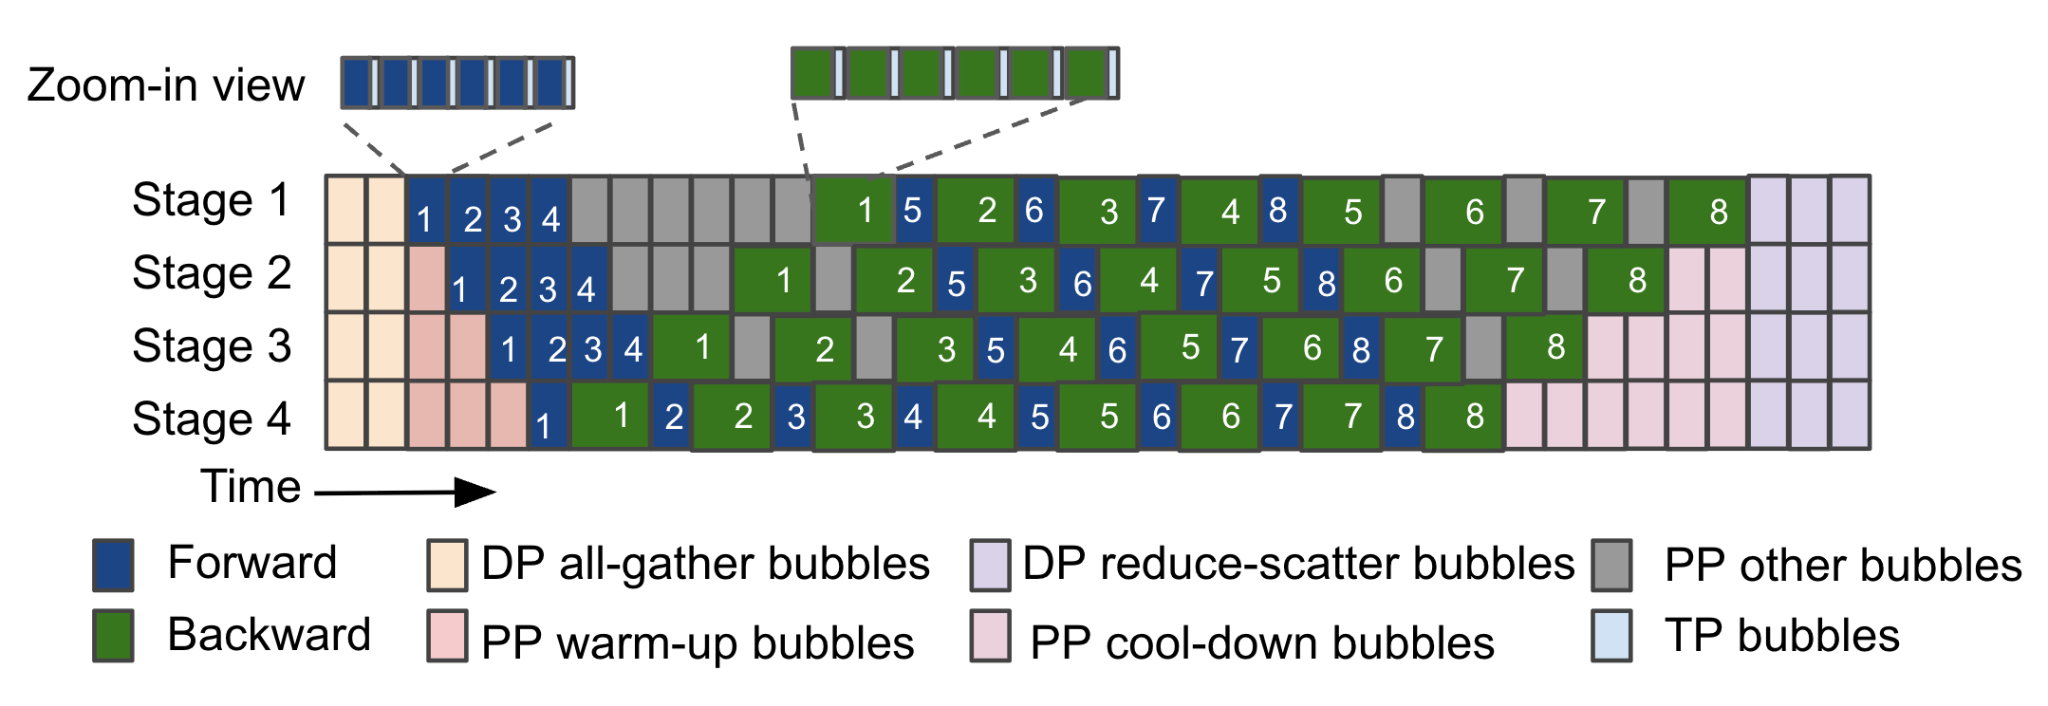 Zoom-in view
Stage 1 1 2 3 4 1 5 2 6 3 7 4 8 5 6 7 8
Stage 2 1 2 3 4 1 2 5 3 6 4 7 5 8 6 7 8
Stage 3 1 2 3 4 1 2 3 5 4 6 5 7 6 8 7 8
Stage 4 1 1 2 2 3 3 4 4 5 5 6 6 7 7 8 8
Time
Forward DP all-gather bubbles DP reduce-scatter bubbles PP other bubbles
Backward PP warm-up bubbles PP cool-down bubbles TP bubbles